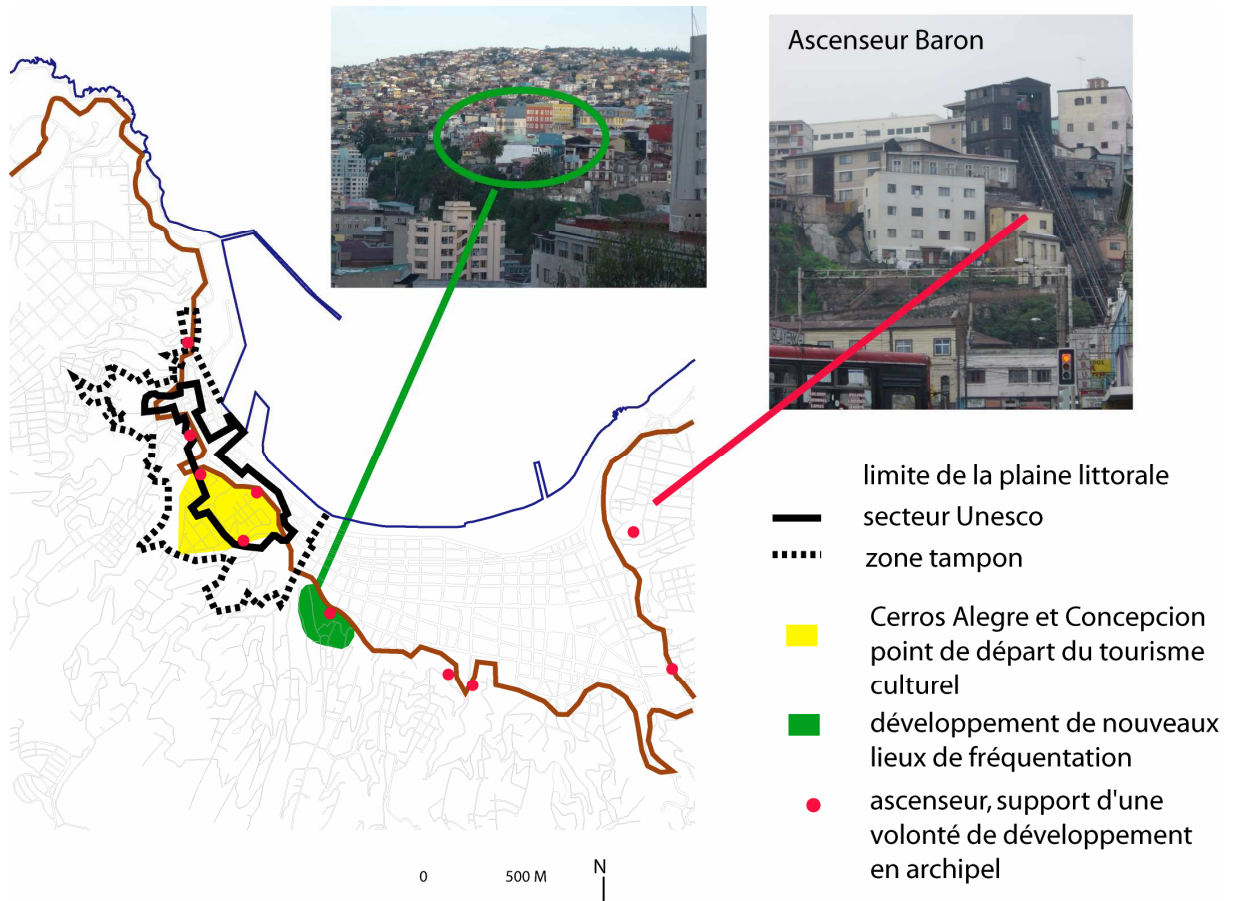 Ascenseur Baron
limite de la plaine littorale
secteur Unesco
zone tampon
Cerros Alegre et Concepcion
point de départ du tourisme
culturel
développement de nouveaux
lieux de fréquentation
ascenseur, support d'une
volonté de développement
en archipel
0 500 M
N